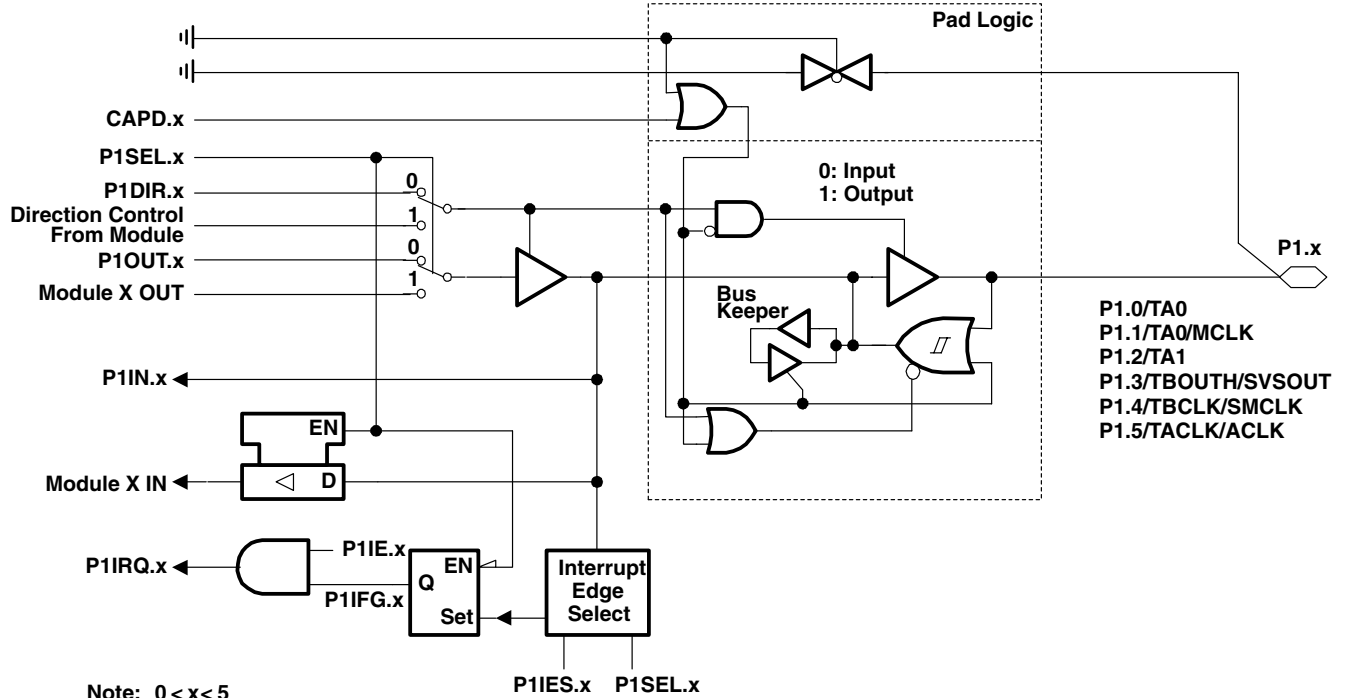 Pad Logic
CAPD.x
P1SEL.x
0
P1DIR.x
1
Direction Control
From Module
0
P1OUT.x
1
Module X OUT
0: Input
1: Output
P1.x
Bus
Keeper
P1.0/TA0
P1.1/TA0/MCLK
P1.2/TA1
P1.3/TBOUTH/SVSOUT
P1.4/TBCLK/SMCLK
P1.5/TACLK/ACLK
P1IN.x
EN
Module X IN
D
P1IRQ.x
P1IE.x
P1IFG.x
EN
Q
Set
Interrupt
Edge
Select
P1IES.x
P1SEL.x
Note: 0 < x < 5